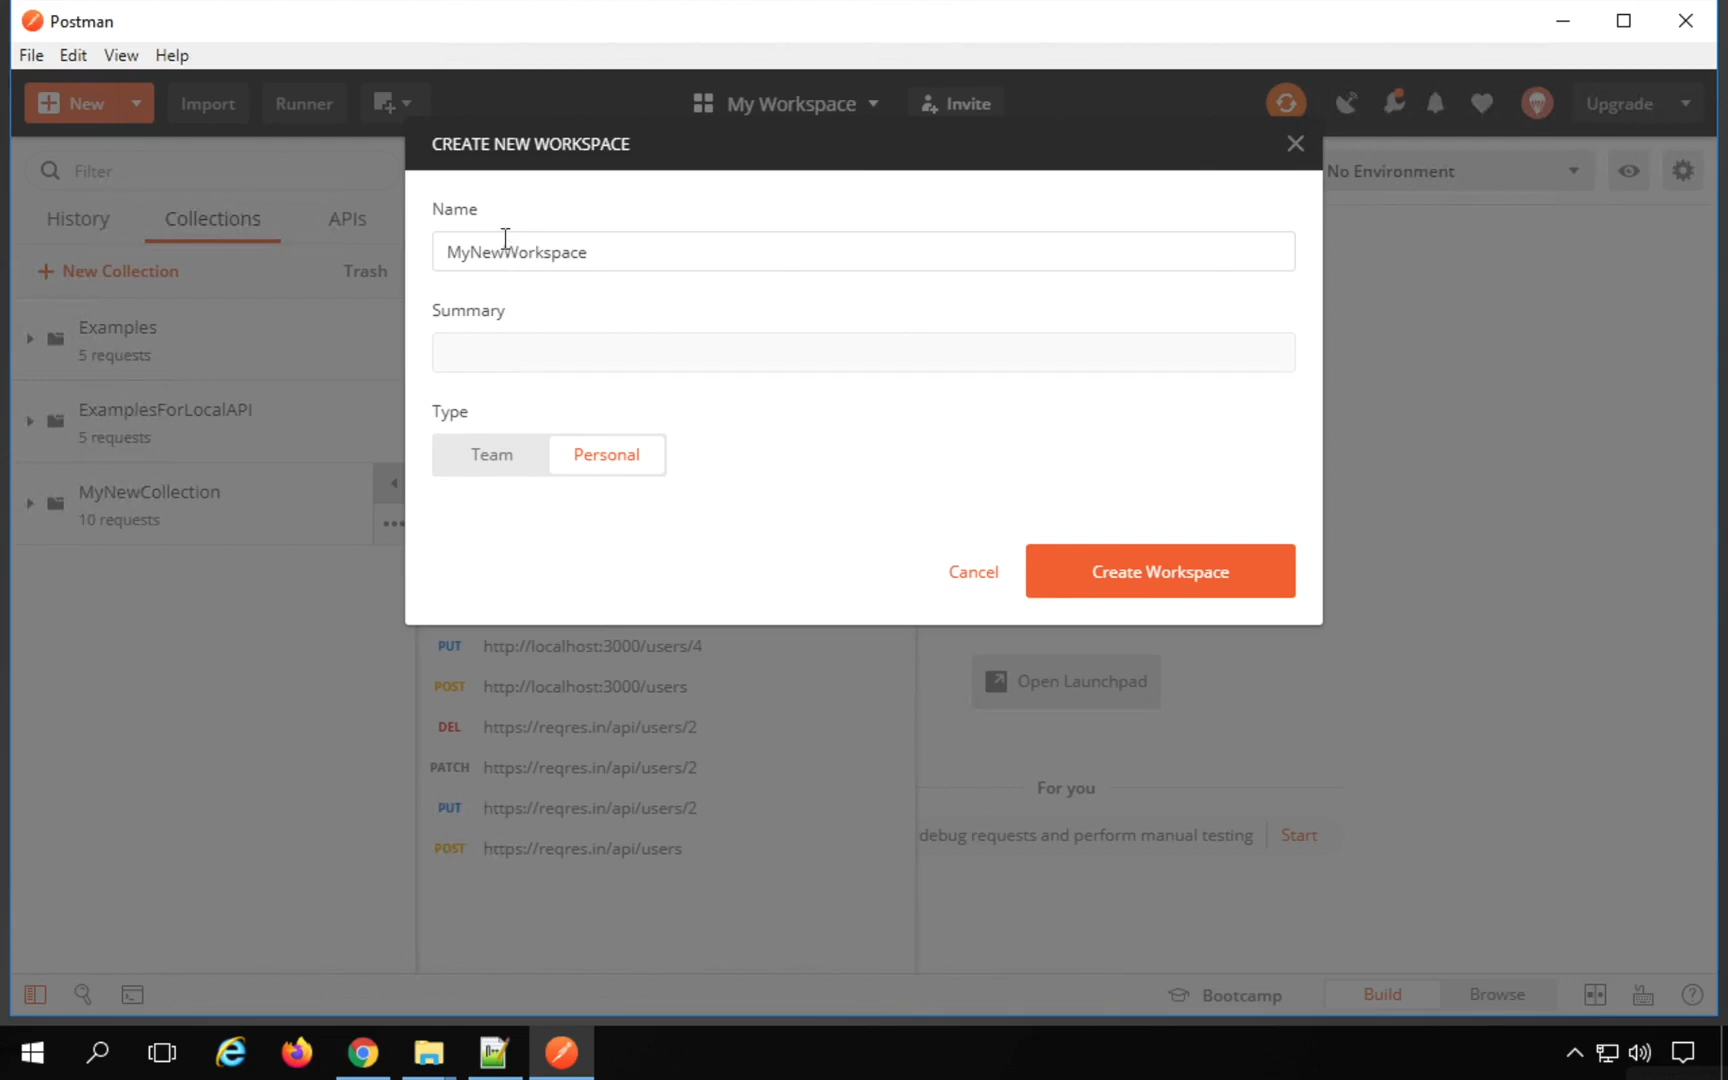 Postman
File Edit View Help
New Import Runner My Workspace Invite Upgrade
CREATE NEW WORKSPACE
Filter
No Environment
History Collections APIs
Name
MyNewWorkspace
New Collection Trash
Summary
Examples
5 requests
ExamplesForLocalAPI
5 requests
Type
Team Personal
MyNewCollection
10 requests
Cancel Create Workspace
PUT http://localhost:3000/users/4
POST http://localhost:3000/users
Open Launchpad
DEL https://reqres.in/api/users/2
PATCH https://reqres.in/api/users/2
For you
PUT https://reqres.in/api/users/2
debug requests and perform manual testing Start
POST https://reqres.in/api/users
Bootcamp Build Browse